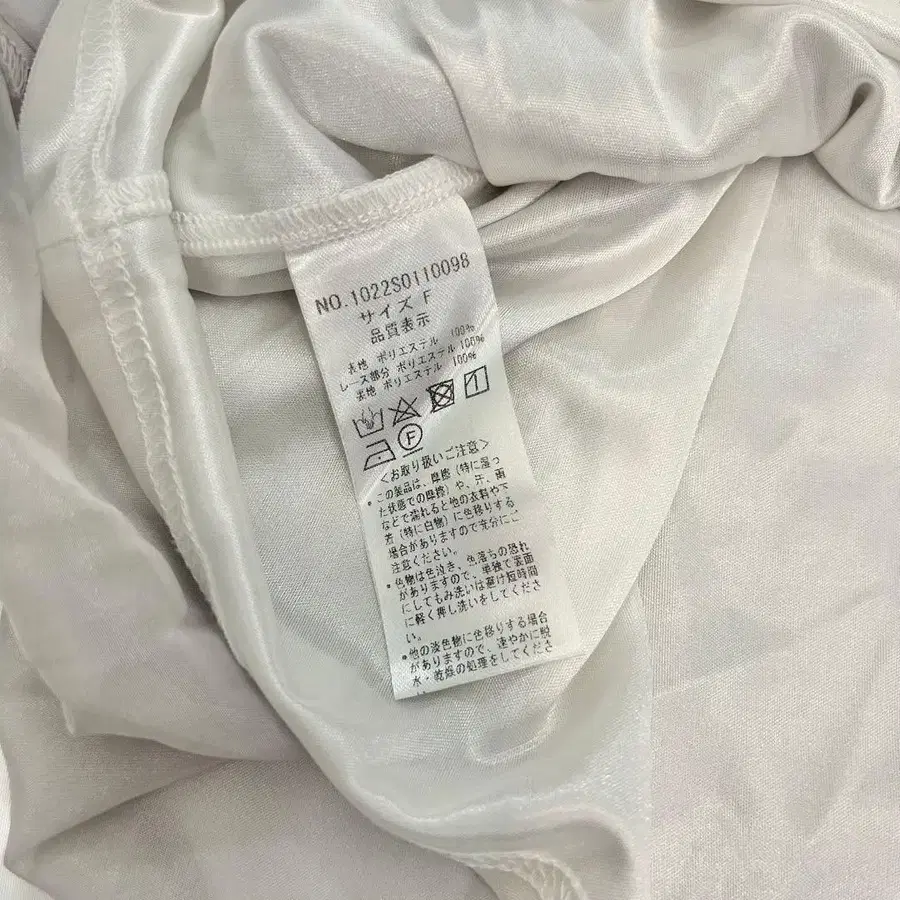 NO.1022S0110098
サイズ F
品質表示
表地 ポリエステル 100%
レース部分 ポリエステル 100%
表地 ポリエステル 100%
F
<お取り扱いご注意>
•この製品は、摩擦(特に湿っ
た状態での摩擦)や、汗、雨
などで濡れると他の衣料や下
着(特に白物)に色移りする
場合がありますので充分にご
注意ください。
•色物は色泣き、色落ちの恐れ
がありますので、単独で裏面
にしてもみ洗いは避け短時間
に軽く押し洗いをしてくださ
い。
•他の淡色物に色移りする場合
がありますので、速やかに脱
水・乾燥の処理をしてくださ